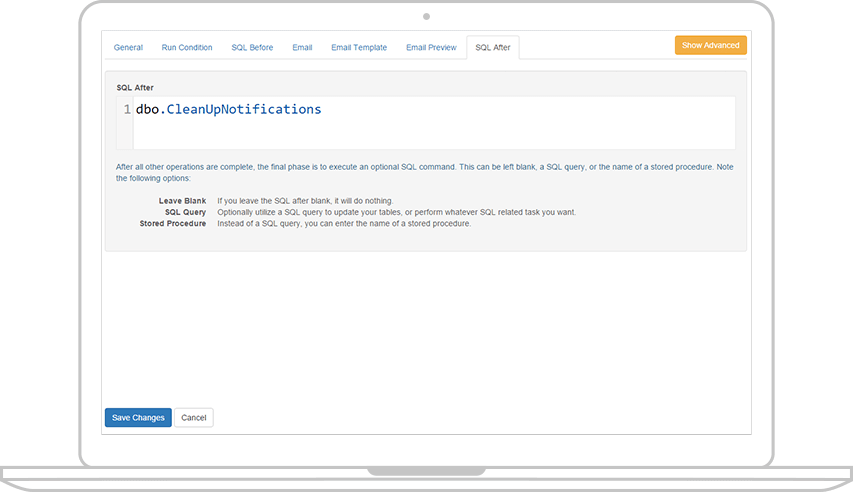 General Run Condition SQL Before Email Email Template Email Preview SQL After Show Advanced
SQL After
1 dbo.CleanUpNotifications
After all other operations are complete, the final phase is to execute an optional SQL command. This can be left blank, a SQL query, or the name of a stored procedure. Note
the following options:
Leave Blank If you leave the SQL after blank, it will do nothing.
SQL Query Optionally utilize a SQL query to update your tables, or perform whatever SQL related task you want.
Stored Procedure Instead of a SQL query, you can enter the name of a stored procedure.
Save Changes Cancel